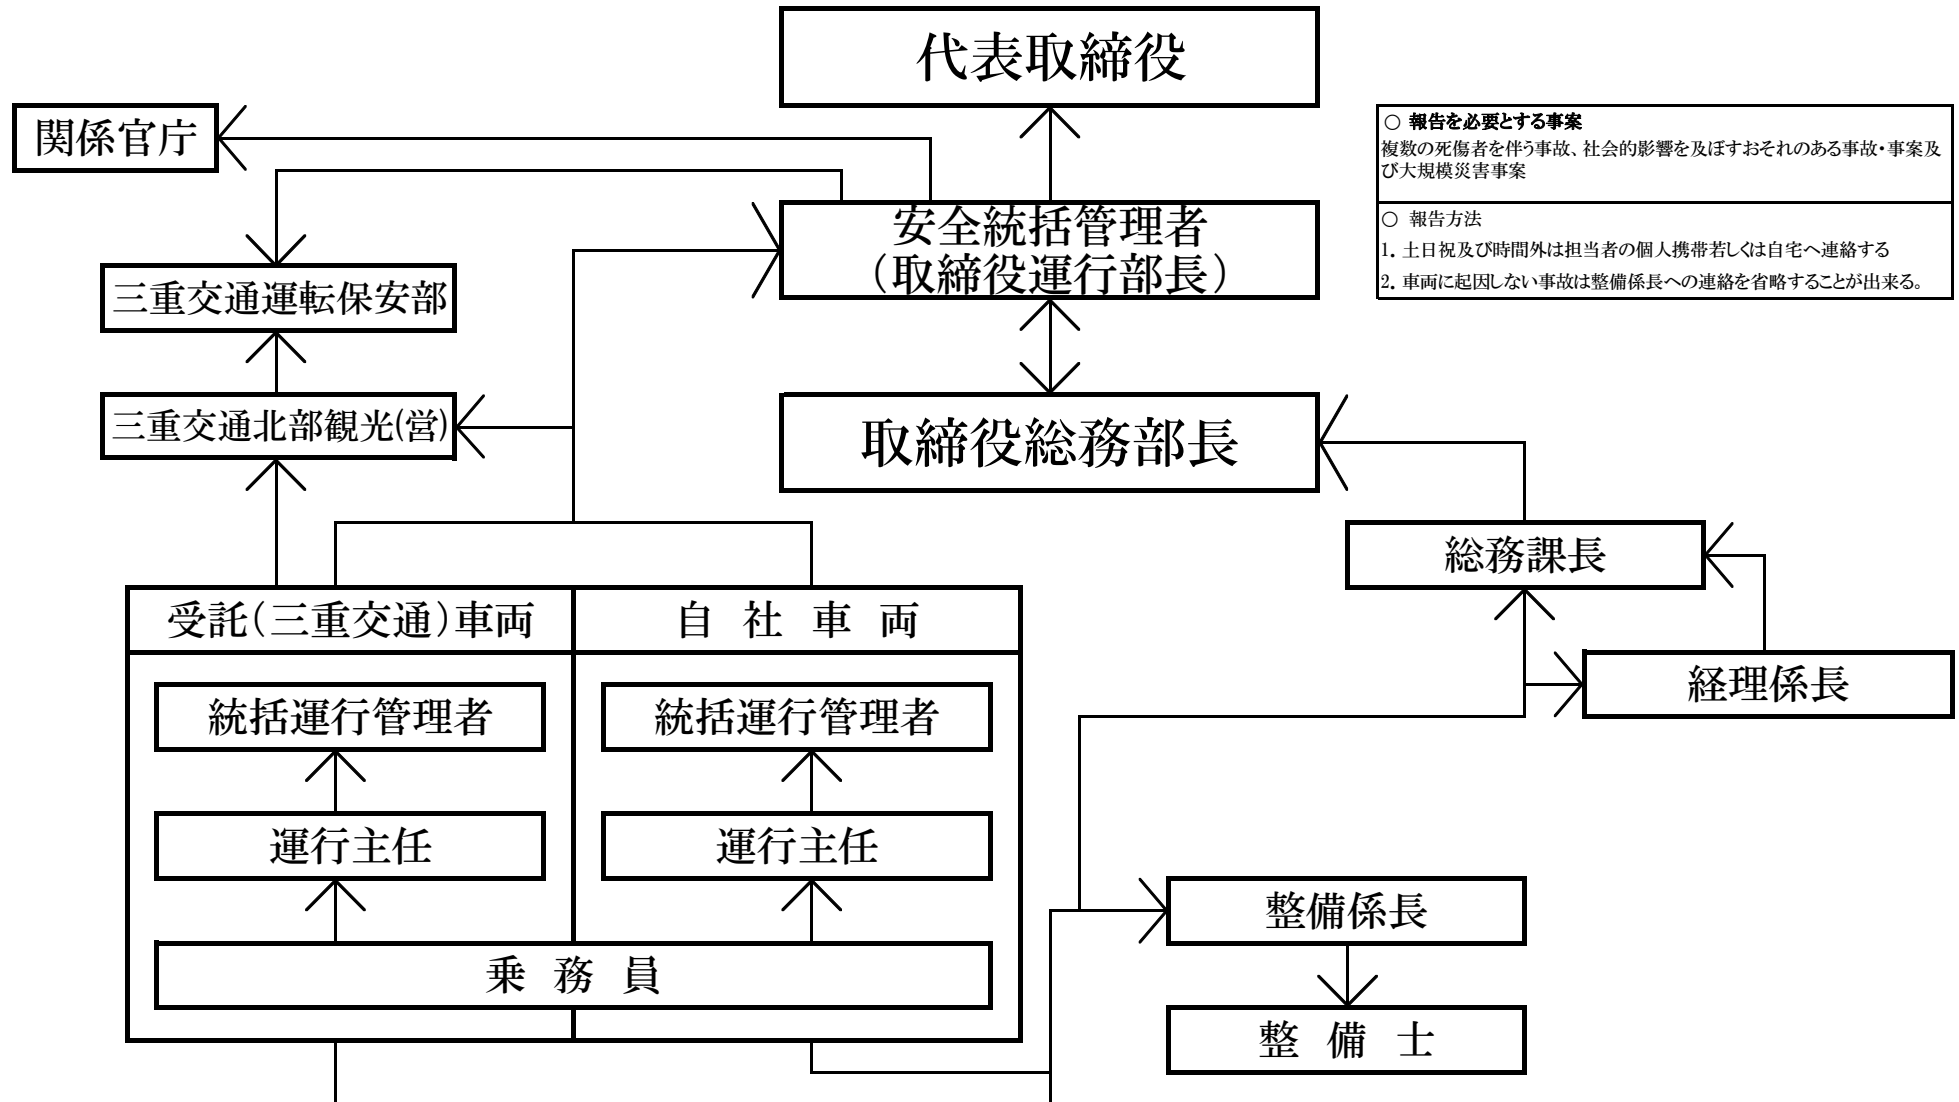 代表取締役
関係官庁
○ 報告を必要とする事案
複数の死傷者を伴う事故、社会的影響を及ぼすおそれのある事故・事案及
び大規模災害事案
○ 報告方法
1. 土日祝及び時間外は担当者の個人携帯若しくは自宅へ連絡する
2. 車両に起因しない事故は整備係長への連絡を省略することが出来る。
安全統括管理者
(取締役運行部長)
三重交通運転保安部
三重交通北部観光(営)
取締役総務部長
総務課長
経理係長
受託(三重交通)車両
自 社 車 両
統括運行管理者
統括運行管理者
運行主任
運行主任
乗 務 員
整備係長
整 備 士